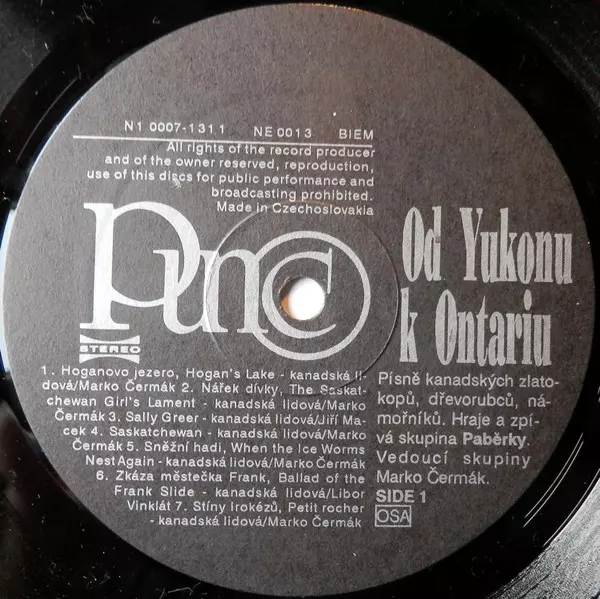 N1 0007-1311 NE 0013 BIEM
All rights of the record producer
and of the owner reserved, reproduction,
use of this discs for public performance and
broadcasting prohibited.
Made in Czechoslovakia
Punc
Od Yukonu
k Ontariu
STEREO
1. Hoganovo jezero, Hogan's Lake - kanadská li-
dová/Marko Čermák 2. Nářek dívky, The Saskat-
chewan Girl's Lament - kanadská lidová/Marko
Čermák 3. Sally Greer - kanadská lidová/Jiří Ma-
cek 4. Saskatchewan - kanadská lidová/Marko
Čermák 5. Sněžní hadi, When the Ice Worms
Nest Again - kanadská lidová/Marko Čermák
6. Zkáza městečka Frank, Ballad of the
Frank Slide - kanadská lidová/Libor
Vinklát 7. Stíny Irokézů, Petit rocher
- kanadská lidová/Marko Čermák
Písně kanadských zlato-
kopů, dřevorubců, ná-
mořníků. Hraje a zpí-
vá skupina Paběrky.
Vedoucí skupiny
Marko Čermák.
SIDE 1
OSA